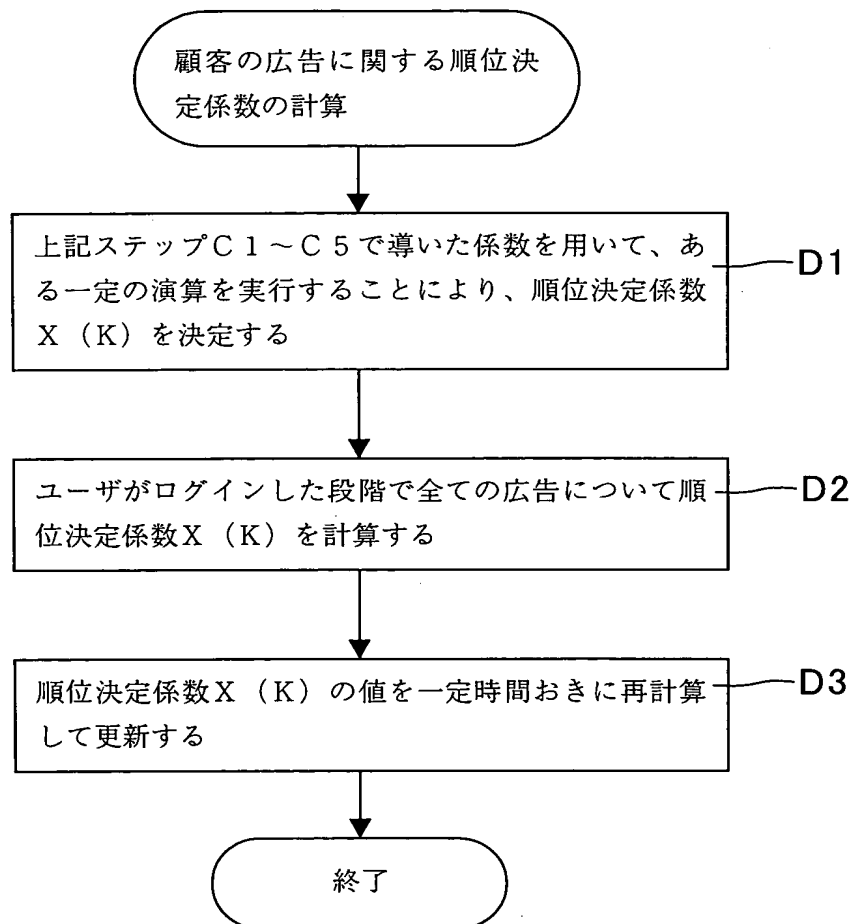 顧客の広告に関する順位決
定係数の計算
上記ステップC1～C5で導いた係数を用いて、あ
る一定の演算を実行することにより、順位決定係数
X（K）を決定する
D1
ユーザがログインした段階で全ての広告について順
位決定係数X（K）を計算する
D2
順位決定係数X（K）の値を一定時間おきに再計算
して更新する
D3
終了